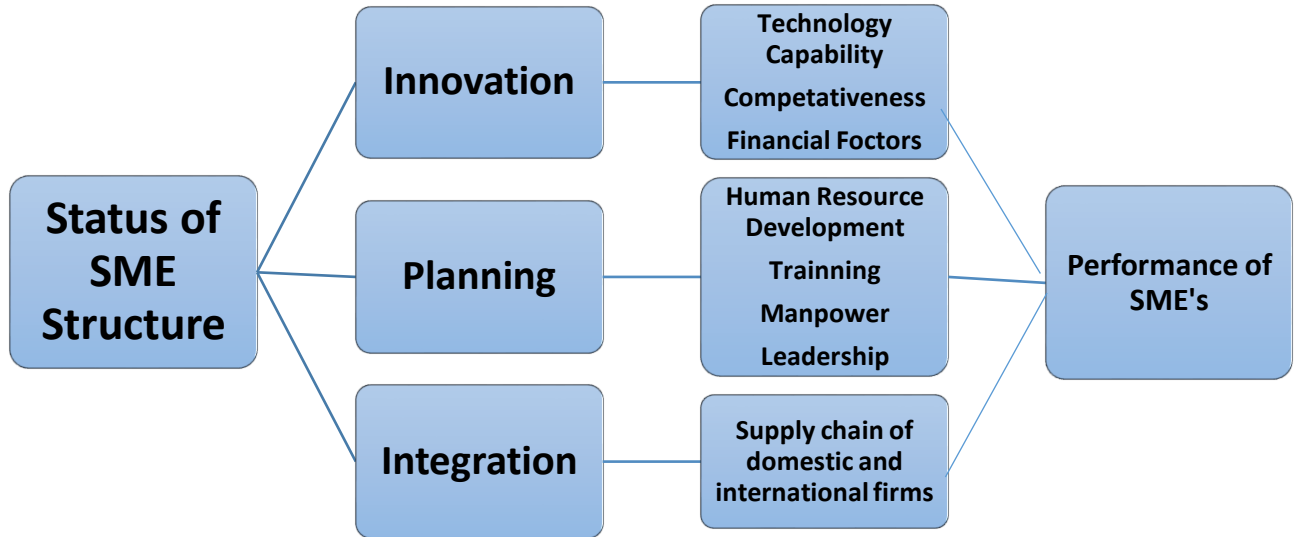 Status of
SME
Structure
Innovation
Technology
Capability
Competativeness
Financial Foctors
Planning
Human Resource
Development
Trainning
Manpower
Leadership
Integration
Supply chain of
domestic and
international firms
Performance of
SME's